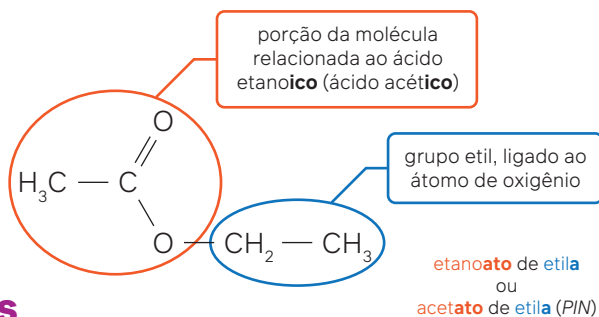 porção da molécula
relacionada ao ácido
etanoico (ácido acético)
O
H₃C — C
O — CH₂ — CH₃
grupo etil, ligado ao
átomo de oxigênio
etanoato de etila
ou
acetato de etila (PIN)
s